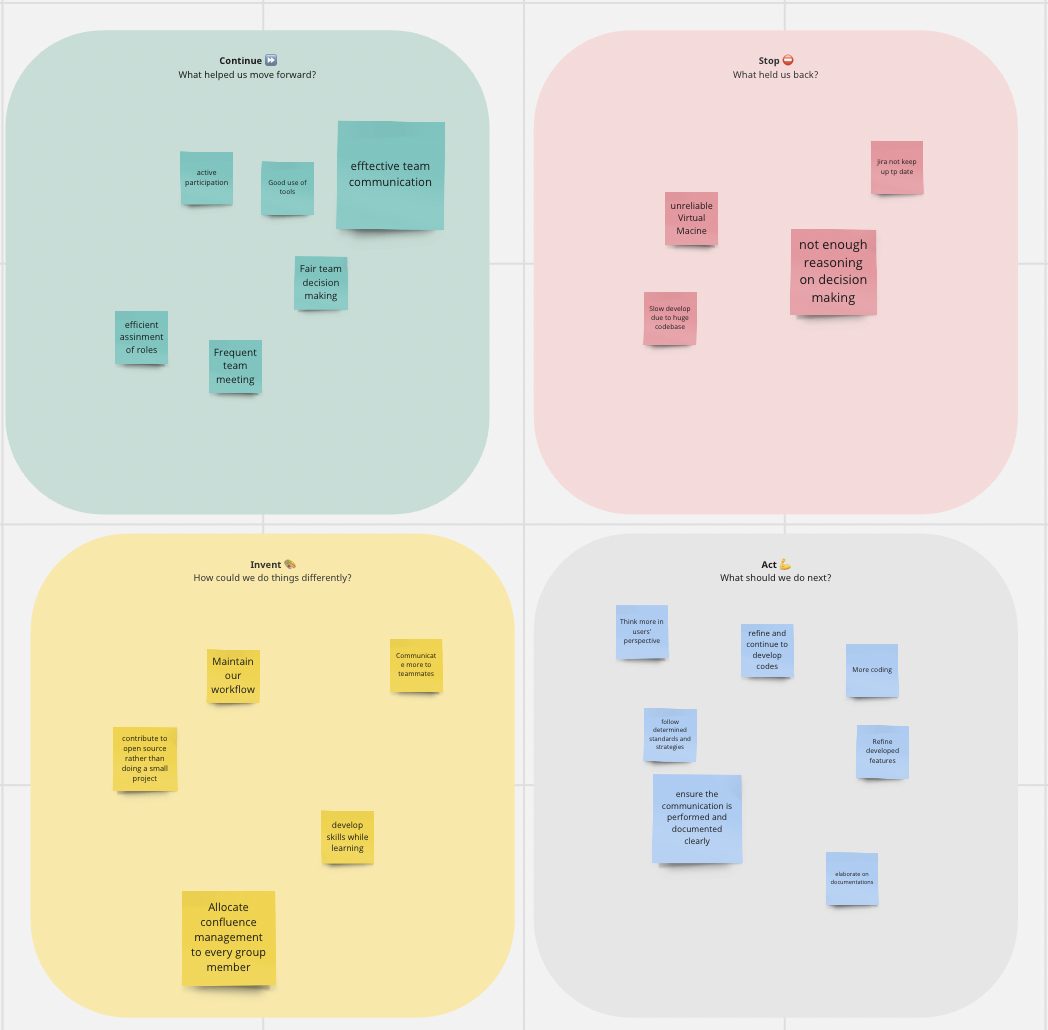 Continue ⏩
What helped us move forward?
active
participation
Good use of
tools
efftective team
communication
Fair team
decision
making
efficient
assinment
of roles
Frequent
team
meeting
Stop ⛔
What held us back?
Jira not keep
up tp date
unreliable
Virtual
Macine
not enough
reasoning
on decision
making
Slow develop
due to huge
codebase
Invent 🎨
How could we do things differently?
Maintain
our
workflow
Communicat
e more to
teammates
contribute to
open source
rather than
doing a small
project
develop
skills while
learning
Allocate
confluence
management
to every group
member
Act 💪
What should we do next?
Think more in
users'
perspective
refine and
continue to
develop
codes
More coding
follow
determined
standards and
strategies
Refine
developed
features
ensure the
communication is
performed and
documented
clearly
elaborate on
documentations